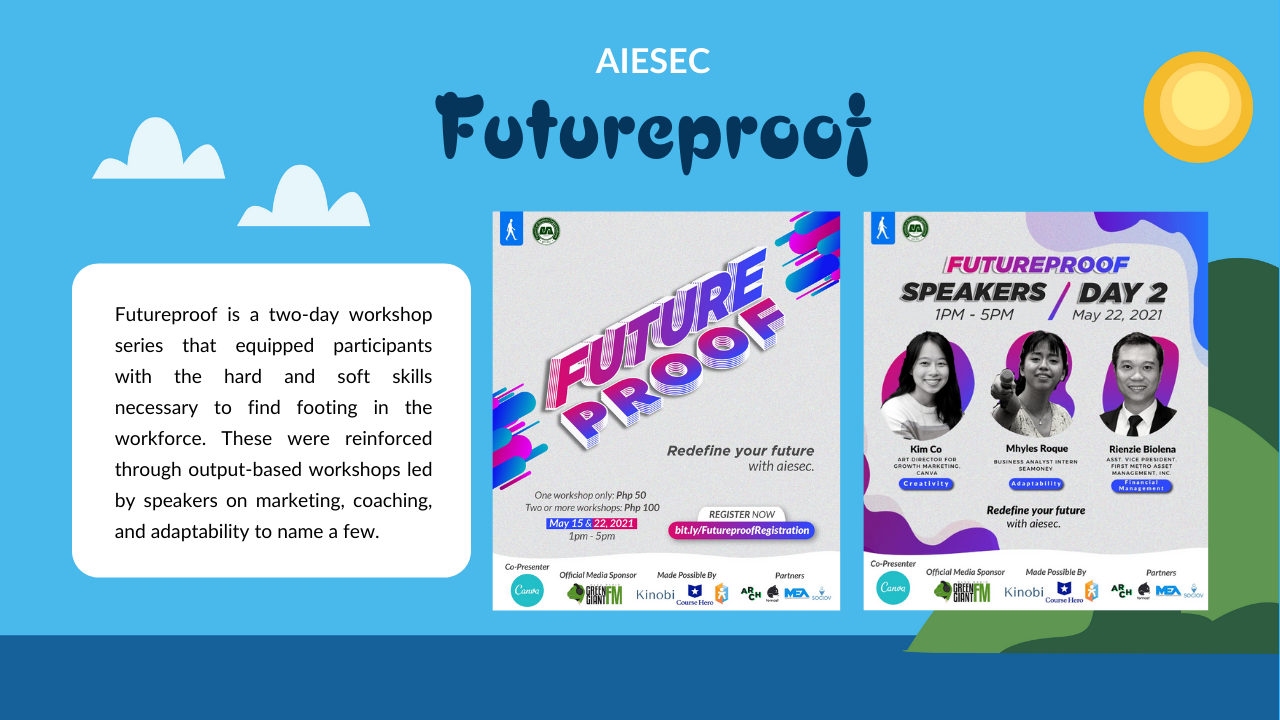 AIESEC
Futureproof
Futureproof is a two-day workshop
series that equipped participants
with the hard and soft skills
necessary to find footing in the
workforce. These were reinforced
through output-based workshops led
by speakers on marketing, coaching,
and adaptability to name a few.
FUTURE
PROOF
Redefine your future
with aiesec.
One workshop only: Php 50
Two or more workshops: Php 100
May 15 & 22, 2021
1pm - 5pm
REGISTER NOW
bit.ly/FutureproofRegistration
Co-Presenter
Official Media Sponsor
Made Possible By
Partners
Canva
GREEN GIANT FM
Kinobi
Course Hero
ARCH
MEA
SOCIOV
FUTUREPROOF
SPEAKERS / DAY 2
1PM - 5PM
May 22, 2021
Kim Co
ART DIRECTOR FOR
GROWTH MARKETING,
CANVA
Creativity
Mhyles Roque
BUSINESS ANALYST INTERN
SEAMONEY
Adaptability
Rienzie Biolena
ASST. VICE PRESIDENT,
FIRST METRO ASSET
MANAGEMENT, INC.
Financial
Management
Redefine your future
with aiesec.
Co-Presenter
Official Media Sponsor
Made Possible By
Partners
Canva
GREEN GIANT FM
Kinobi
Course Hero
ARCH
MEA
SOCIOV